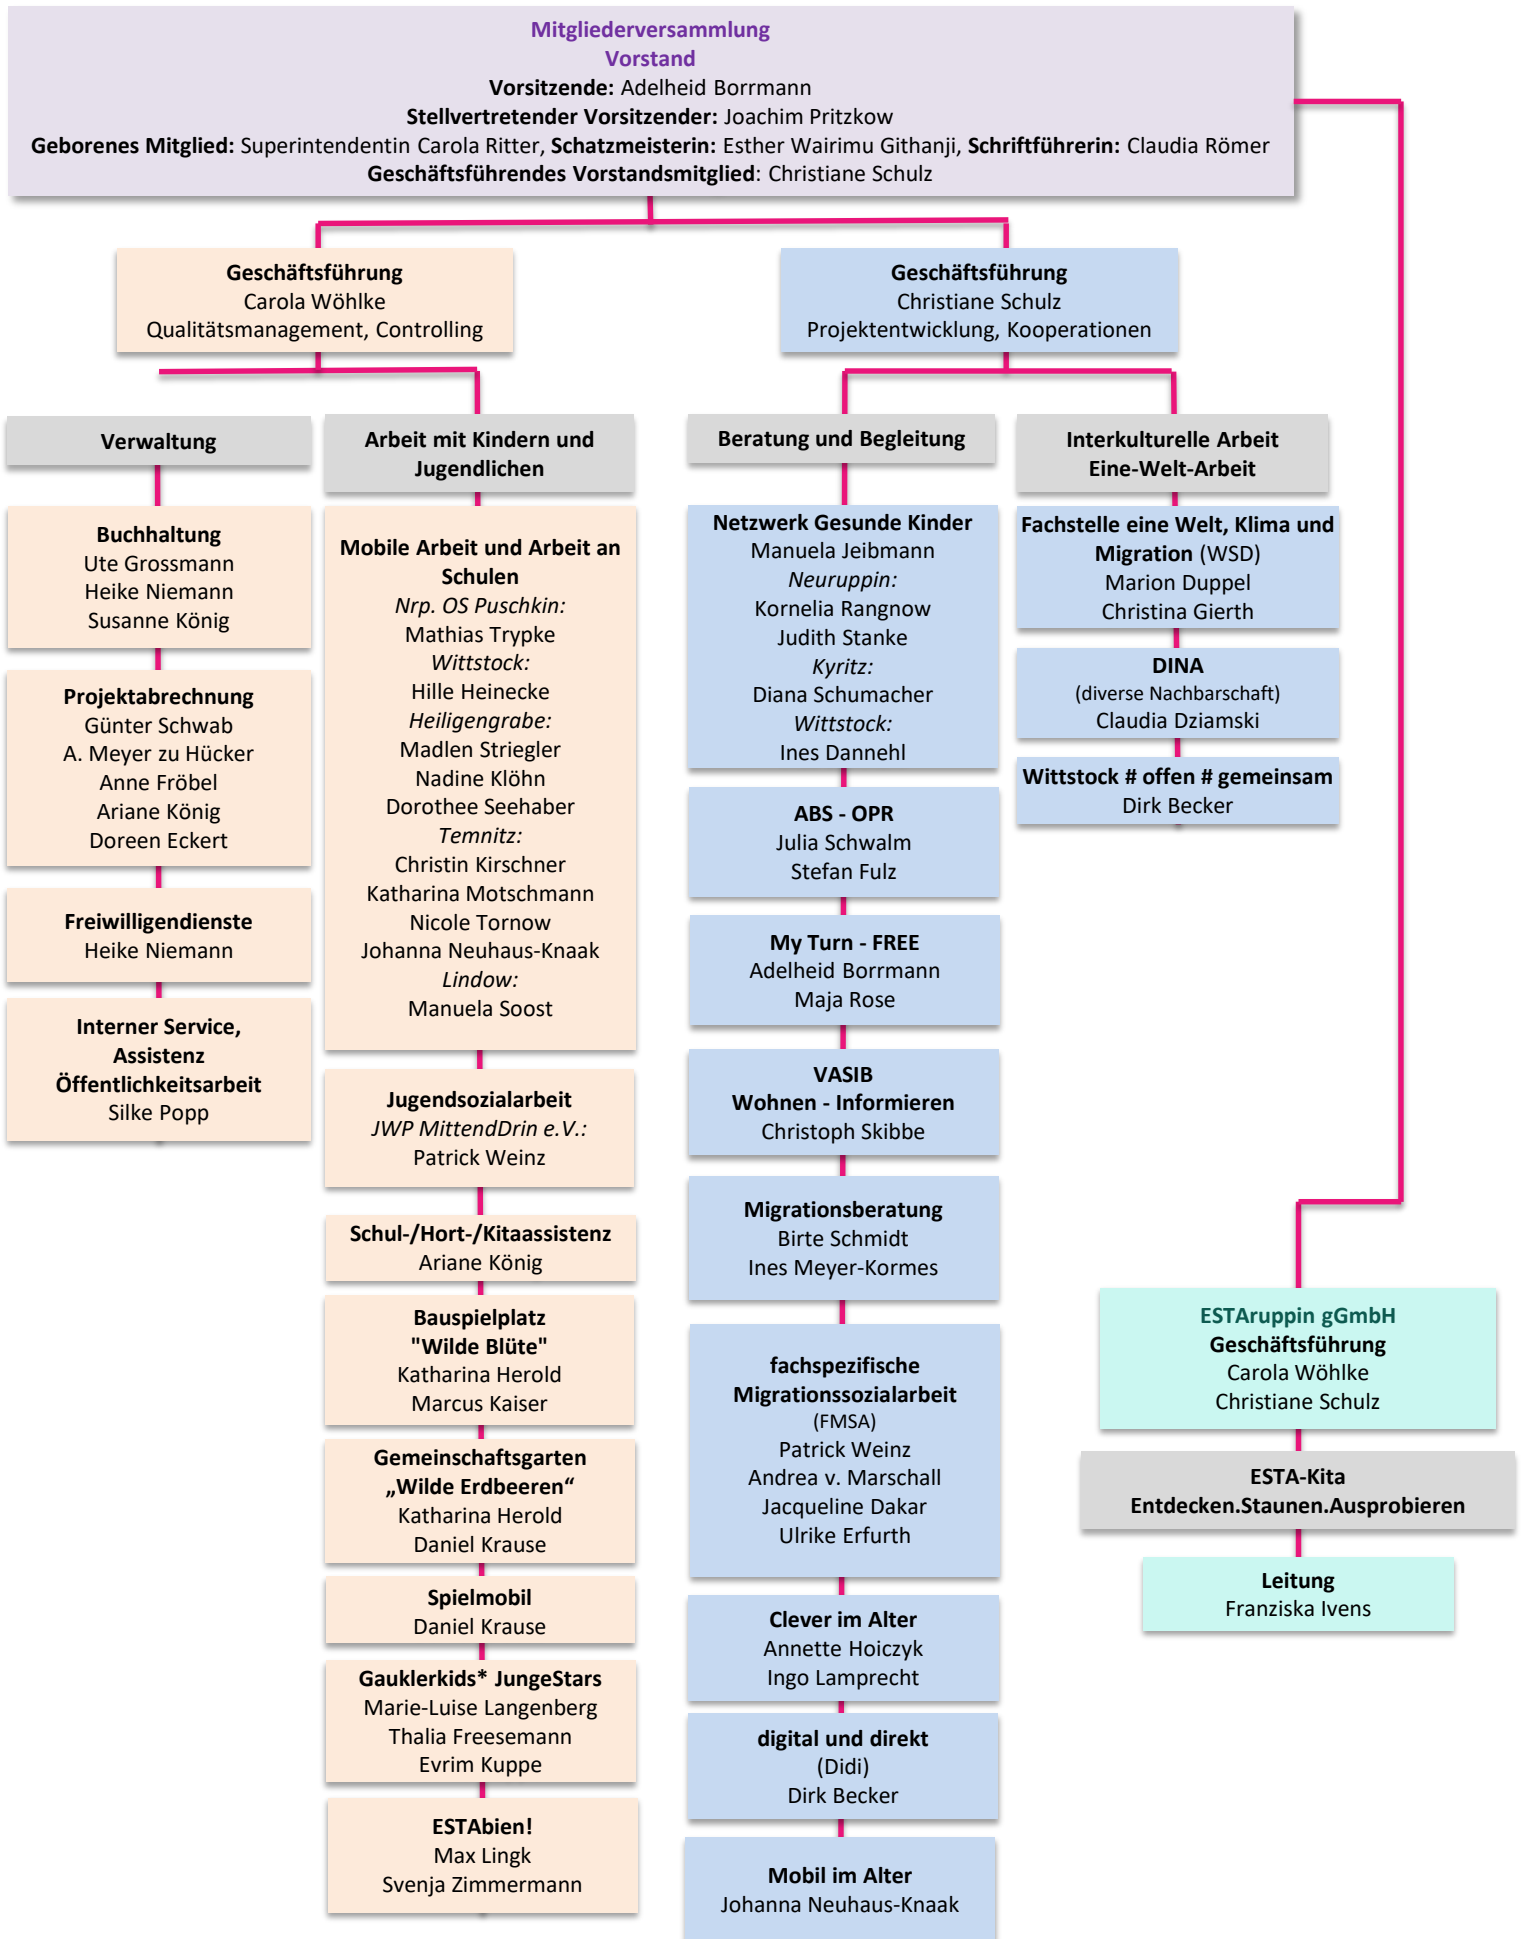 Mitgliederversammlung
Vorstand
Vorsitzende: Adelheid Borrmann
Stellvertretender Vorsitzender: Joachim Pritzkow
Geborenes Mitglied: Superintendentin Carola Ritter, Schatzmeisterin: Esther Wairimu Githanji, Schriftführerin: Claudia Römer
Geschäftsführendes Vorstandsmitglied: Christiane Schulz
Geschäftsführung
Carola Wöhlke
Qualitätsmanagement, Controlling
Geschäftsführung
Christiane Schulz
Projektentwicklung, Kooperationen
Verwaltung
Buchhaltung
Ute Grossmann
Heike Niemann
Susanne König
Projektabrechnung
Günter Schwab
A. Meyer zu Hücker
Anne Fröbel
Ariane König
Doreen Eckert
Freiwilligendienste
Heike Niemann
Interner Service,
Assistenz
Öffentlichkeitsarbeit
Silke Popp
Arbeit mit Kindern und
Jugendlichen
Mobile Arbeit und Arbeit an
Schulen
Nrp. OS Puschkin:
Mathias Trypke
Wittstock:
Hille Heinecke
Heiligengrabe:
Madlen Striegler
Nadine Klöhn
Dorothee Seehaber
Temnitz:
Christin Kirschner
Katharina Motschmann
Nicole Tornow
Johanna Neuhaus-Knaak
Lindow:
Manuela Soost
Jugendsozialarbeit
JWP MittendDrin e.V.:
Patrick Weinz
Schul-/Hort-/Kitaassistenz
Ariane König
Bauspielplatz
"Wilde Blüte"
Katharina Herold
Marcus Kaiser
Gemeinschaftsgarten
„Wilde Erdbeeren“
Katharina Herold
Daniel Krause
Spielmobil
Daniel Krause
Gauklerkids* JungeStars
Marie-Luise Langenberg
Thalia Freesemann
Evrim Kuppe
ESTAbien!
Max Lingk
Svenja Zimmermann
Beratung und Begleitung
Netzwerk Gesunde Kinder
Manuela Jeibmann
Neuruppin:
Kornelia Rangnow
Judith Stanke
Kyritz:
Diana Schumacher
Wittstock:
Ines Dannehl
ABS - OPR
Julia Schwalm
Stefan Fulz
My Turn - FREE
Adelheid Borrmann
Maja Rose
VASIB
Wohnen - Informieren
Christoph Skibbe
Migrationsberatung
Birte Schmidt
Ines Meyer-Kormes
fachspezifische
Migrationssozialarbeit
(FMSA)
Patrick Weinz
Andrea v. Marschall
Jacqueline Dakar
Ulrike Erfurth
Clever im Alter
Annette Hoiczyk
Ingo Lamprecht
digital und direkt
(Didi)
Dirk Becker
Mobil im Alter
Johanna Neuhaus-Knaak
Interkulturelle Arbeit
Eine-Welt-Arbeit
Fachstelle eine Welt, Klima und
Migration (WSD)
Marion Duppel
Christina Gierth
DINA
(diverse Nachbarschaft)
Claudia Dziamski
Wittstock # offen # gemeinsam
Dirk Becker
ESTAruppin gGmbH
Geschäftsführung
Carola Wöhlke
Christiane Schulz
ESTA-Kita
Entdecken.Staunen.Ausprobieren
Leitung
Franziska Ivens